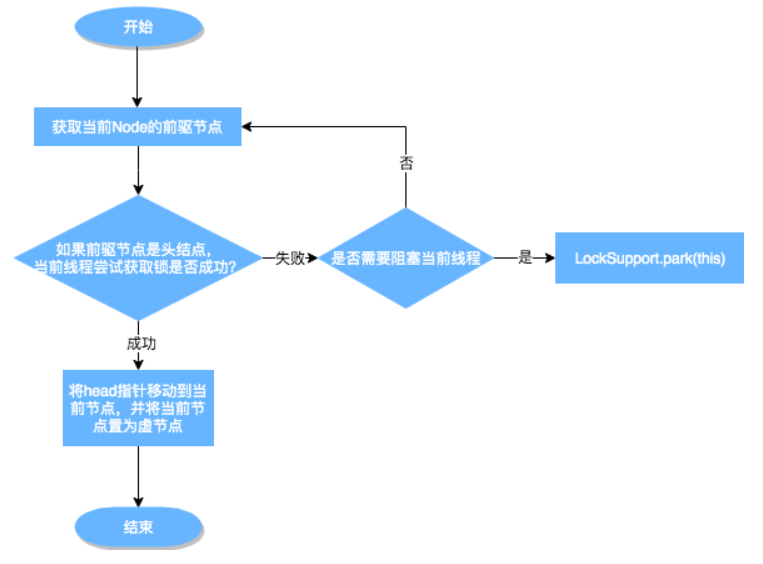 开始
获取当前Node的前驱节点
否
如果前驱节点是头结点，
当前线程尝试获取锁是否成功?
失败
是否需要阻塞当前线程
是
LockSupport.park(this)
成功
将head指针移动到当
前节点，并将当前节
点置为虚节点
结束